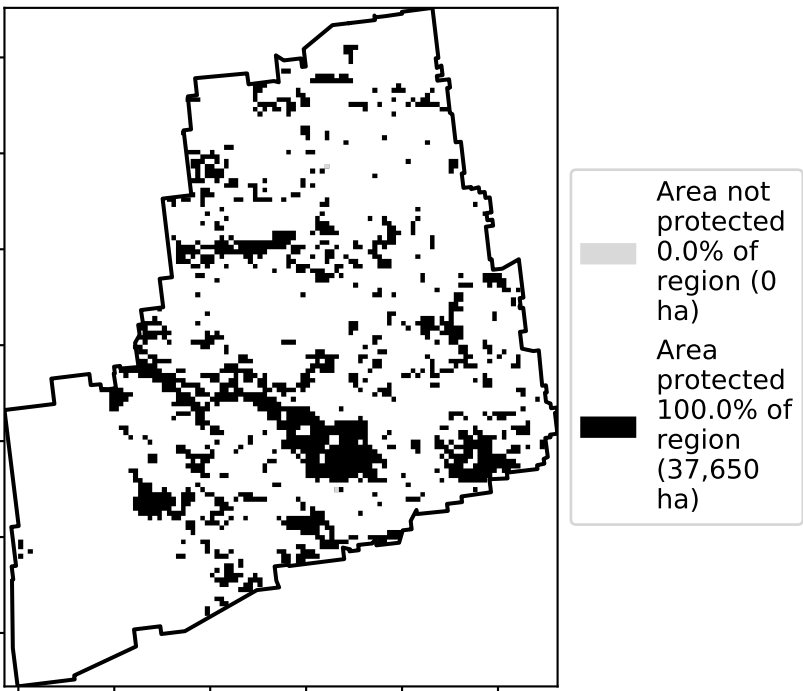 Area not
protected
0.0% of
region (0
ha)
Area
protected
100.0% of
region
(37,650
ha)